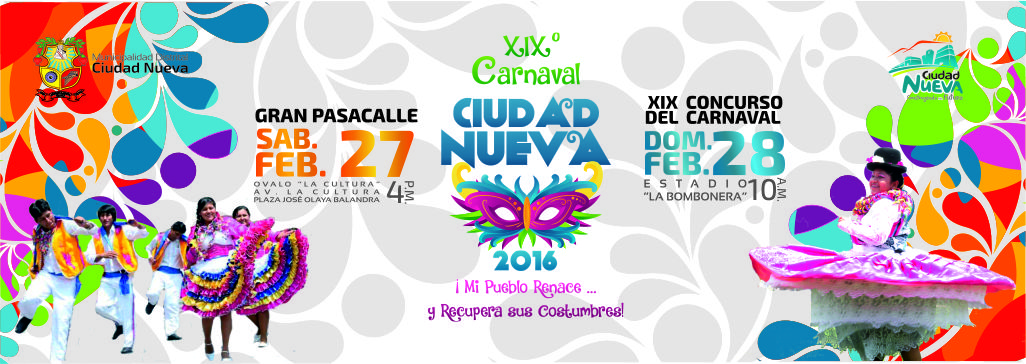 Ciudad Nueva
GRAN PASACALLE
SAB.
FEB. 27
OVALO "LA CULTURA"
AV. LA CULTURA
PLAZA JOSÉ OLAYA BALANDRA
4 P.M.
XIXº
Carnaval
CIUDAD
NUEVA
2016
¡Mi Pueblo Renace ...
y Recupera sus Costumbres!
XIX CONCURSO
DEL CARNAVAL
DOM.
FEB. 28
ESTADIO
"LA BOMBONERA"
10 A.M.
Ciudad
NUEVA